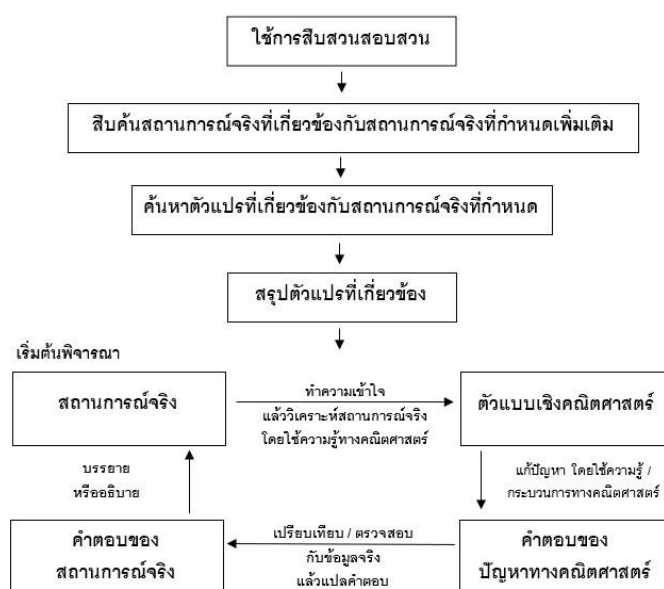 ใช้การสืบสวนสอบสวน
สืบค้นสถานการณ์จริงที่เกี่ยวข้องกับสถานการณ์จริงที่กำหนดเพิ่มเติม
ค้นหาตัวแปรที่เกี่ยวข้องกับสถานการณ์จริงที่กำหนด
สรุปตัวแปรที่เกี่ยวข้อง
เริ่มต้นพิจารณา
สถานการณ์จริง
ทำความเข้าใจ
แล้ววิเคราะห์สถานการณ์จริง
โดยใช้ความรู้ทางคณิตศาสตร์
ตัวแบบเชิงคณิตศาสตร์
แก้ปัญหา โดยใช้ความรู้ /
กระบวนการทางคณิตศาสตร์
คำตอบของ
ปัญหาทางคณิตศาสตร์
เปรียบเทียบ / ตรวจสอบ
กับข้อมูลจริง
แล้วแปลคำตอบ
คำตอบของ
สถานการณ์จริง
บรรยาย
หรืออธิบาย